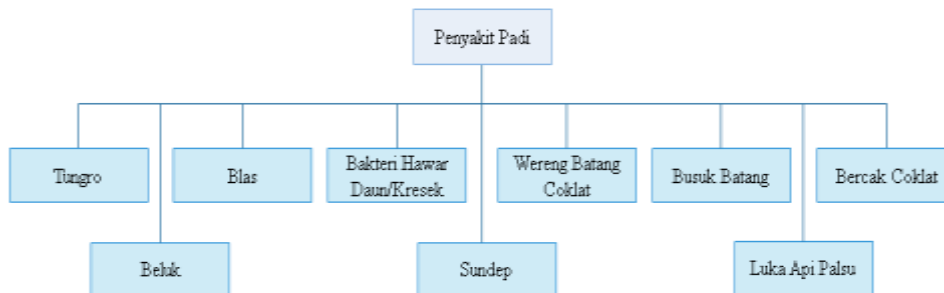 Penyakit Padi
Tungro
Blas
Bakteri Hawar
Daun/Kresek
Wereng Batang
Coklat
Busuk Batang
Bercak Coklat
Beluk
Sundep
Luka Api Palsu